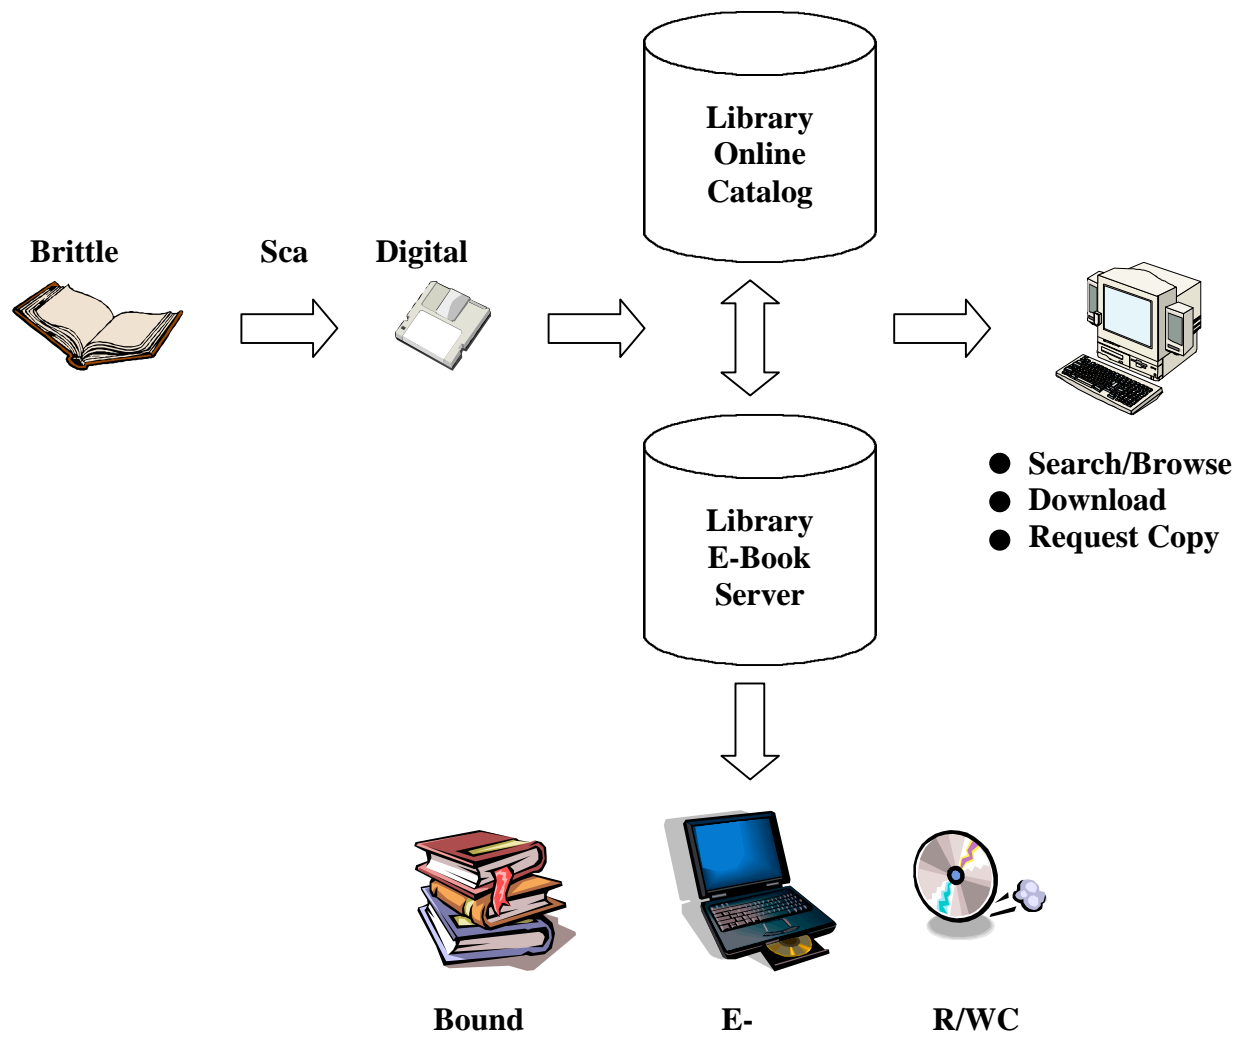 Library
Online
Catalog
Brittle
Sca
Digital
● Search/Browse
● Download
● Request Copy
Library
E-Book
Server
Bound
E-
R/WC